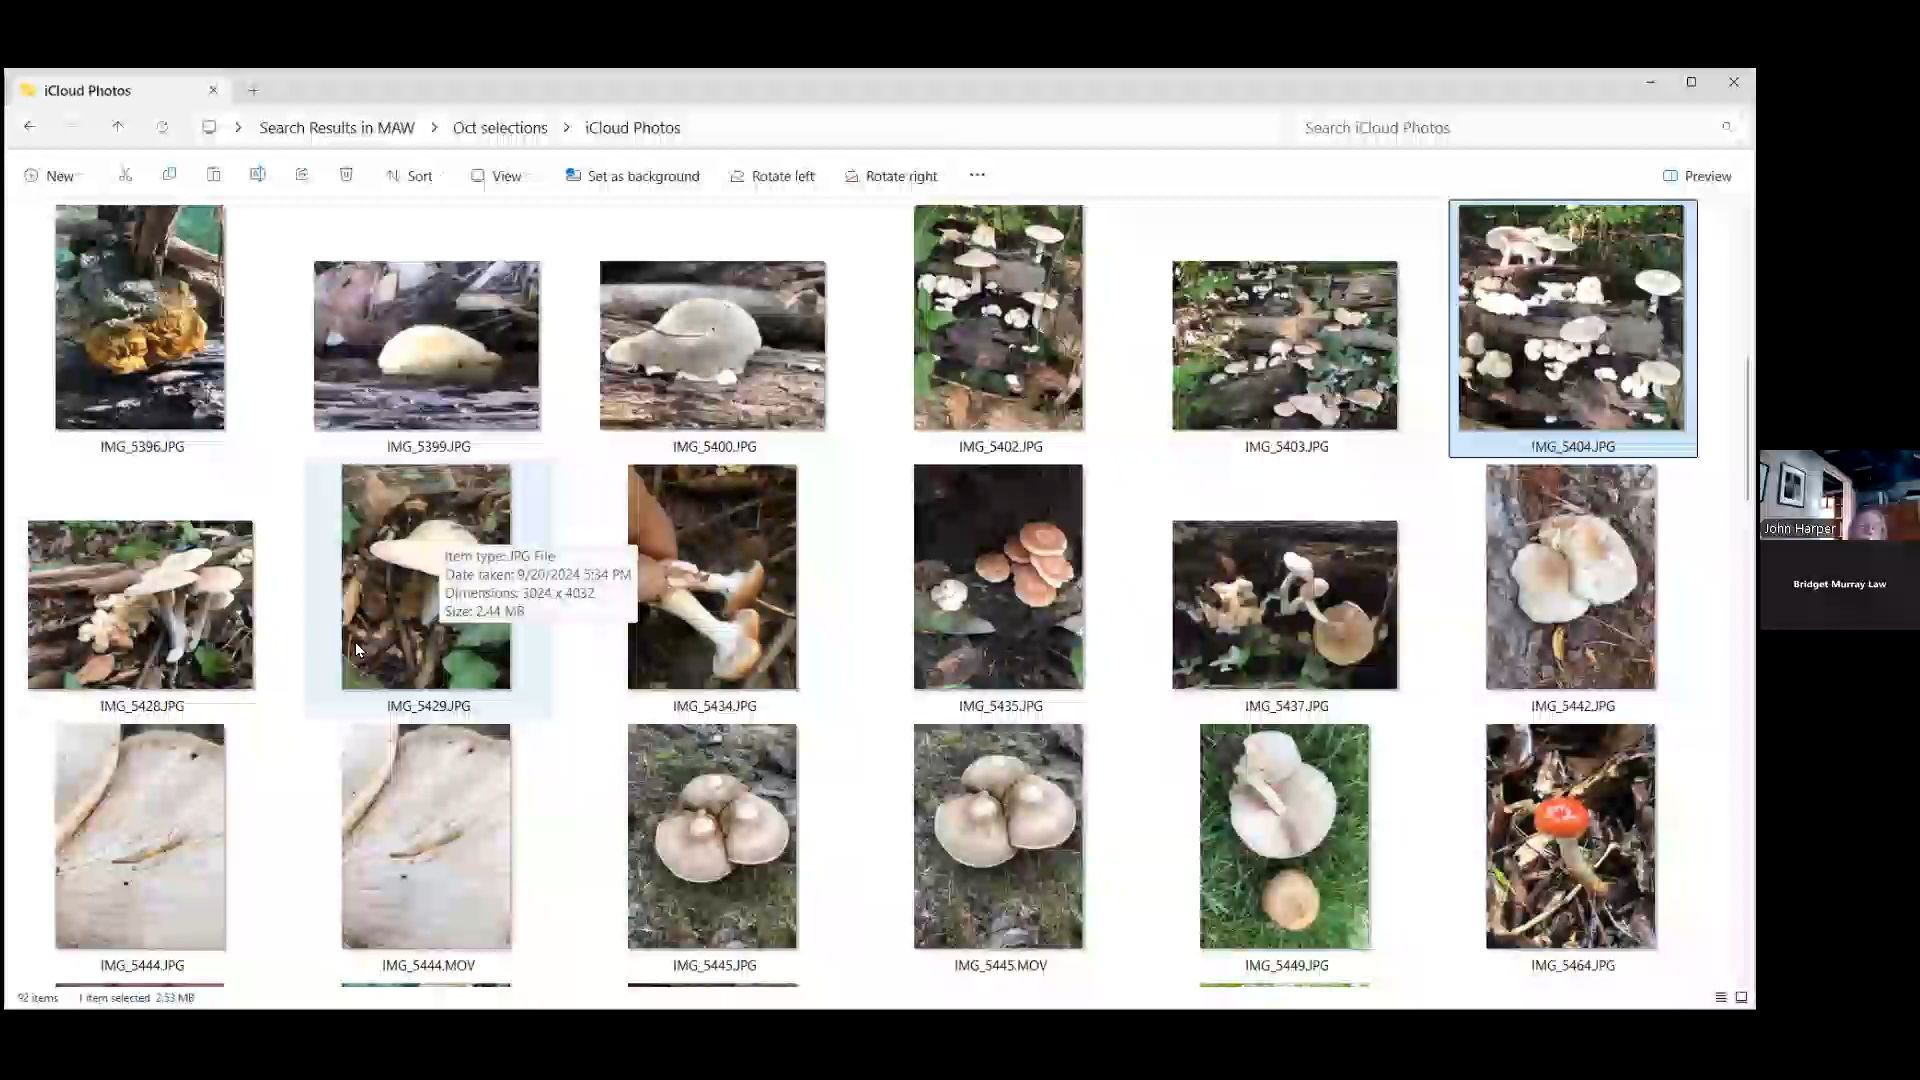 iCloud Photos
Search Results in MAW
Oct selections
iCloud Photos
Search iCloud Photos
New
Sort
View
Set as background
Rotate left
Rotate right
Preview
IMG_5396.JPG
IMG_5399.JPG
IMG_5400.JPG
IMG_5402.JPG
IMG_5403.JPG
IMG_5404.JPG
Item type: JPG File
Date taken: 9/20/2024 5:34 PM
Dimensions: 3024 x 4032
Size: 2.44 MB
John Harper
Bridget Murray Law
IMG_5428.JPG
IMG_5429.JPG
IMG_5434.JPG
IMG_5435.JPG
IMG_5437.JPG
IMG_5442.JPG
IMG_5444.JPG
IMG_5444.MOV
IMG_5445.JPG
IMG_5445.MOV
IMG_5449.JPG
IMG_5464.JPG
92 items
1 item selected 2.53 MB